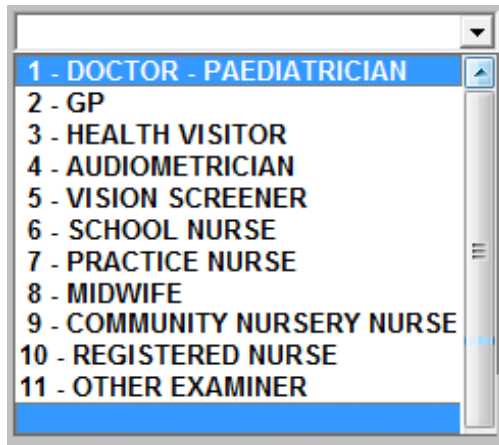 1 - DOCTOR - PAEDIATRICIAN
2 - GP
3 - HEALTH VISITOR
4 - AUDIOMETRICIAN
5 - VISION SCREENER
6 - SCHOOL NURSE
7 - PRACTICE NURSE
8 - MIDWIFE
9 - COMMUNITY NURSERY NURSE
10 - REGISTERED NURSE
11 - OTHER EXAMINER